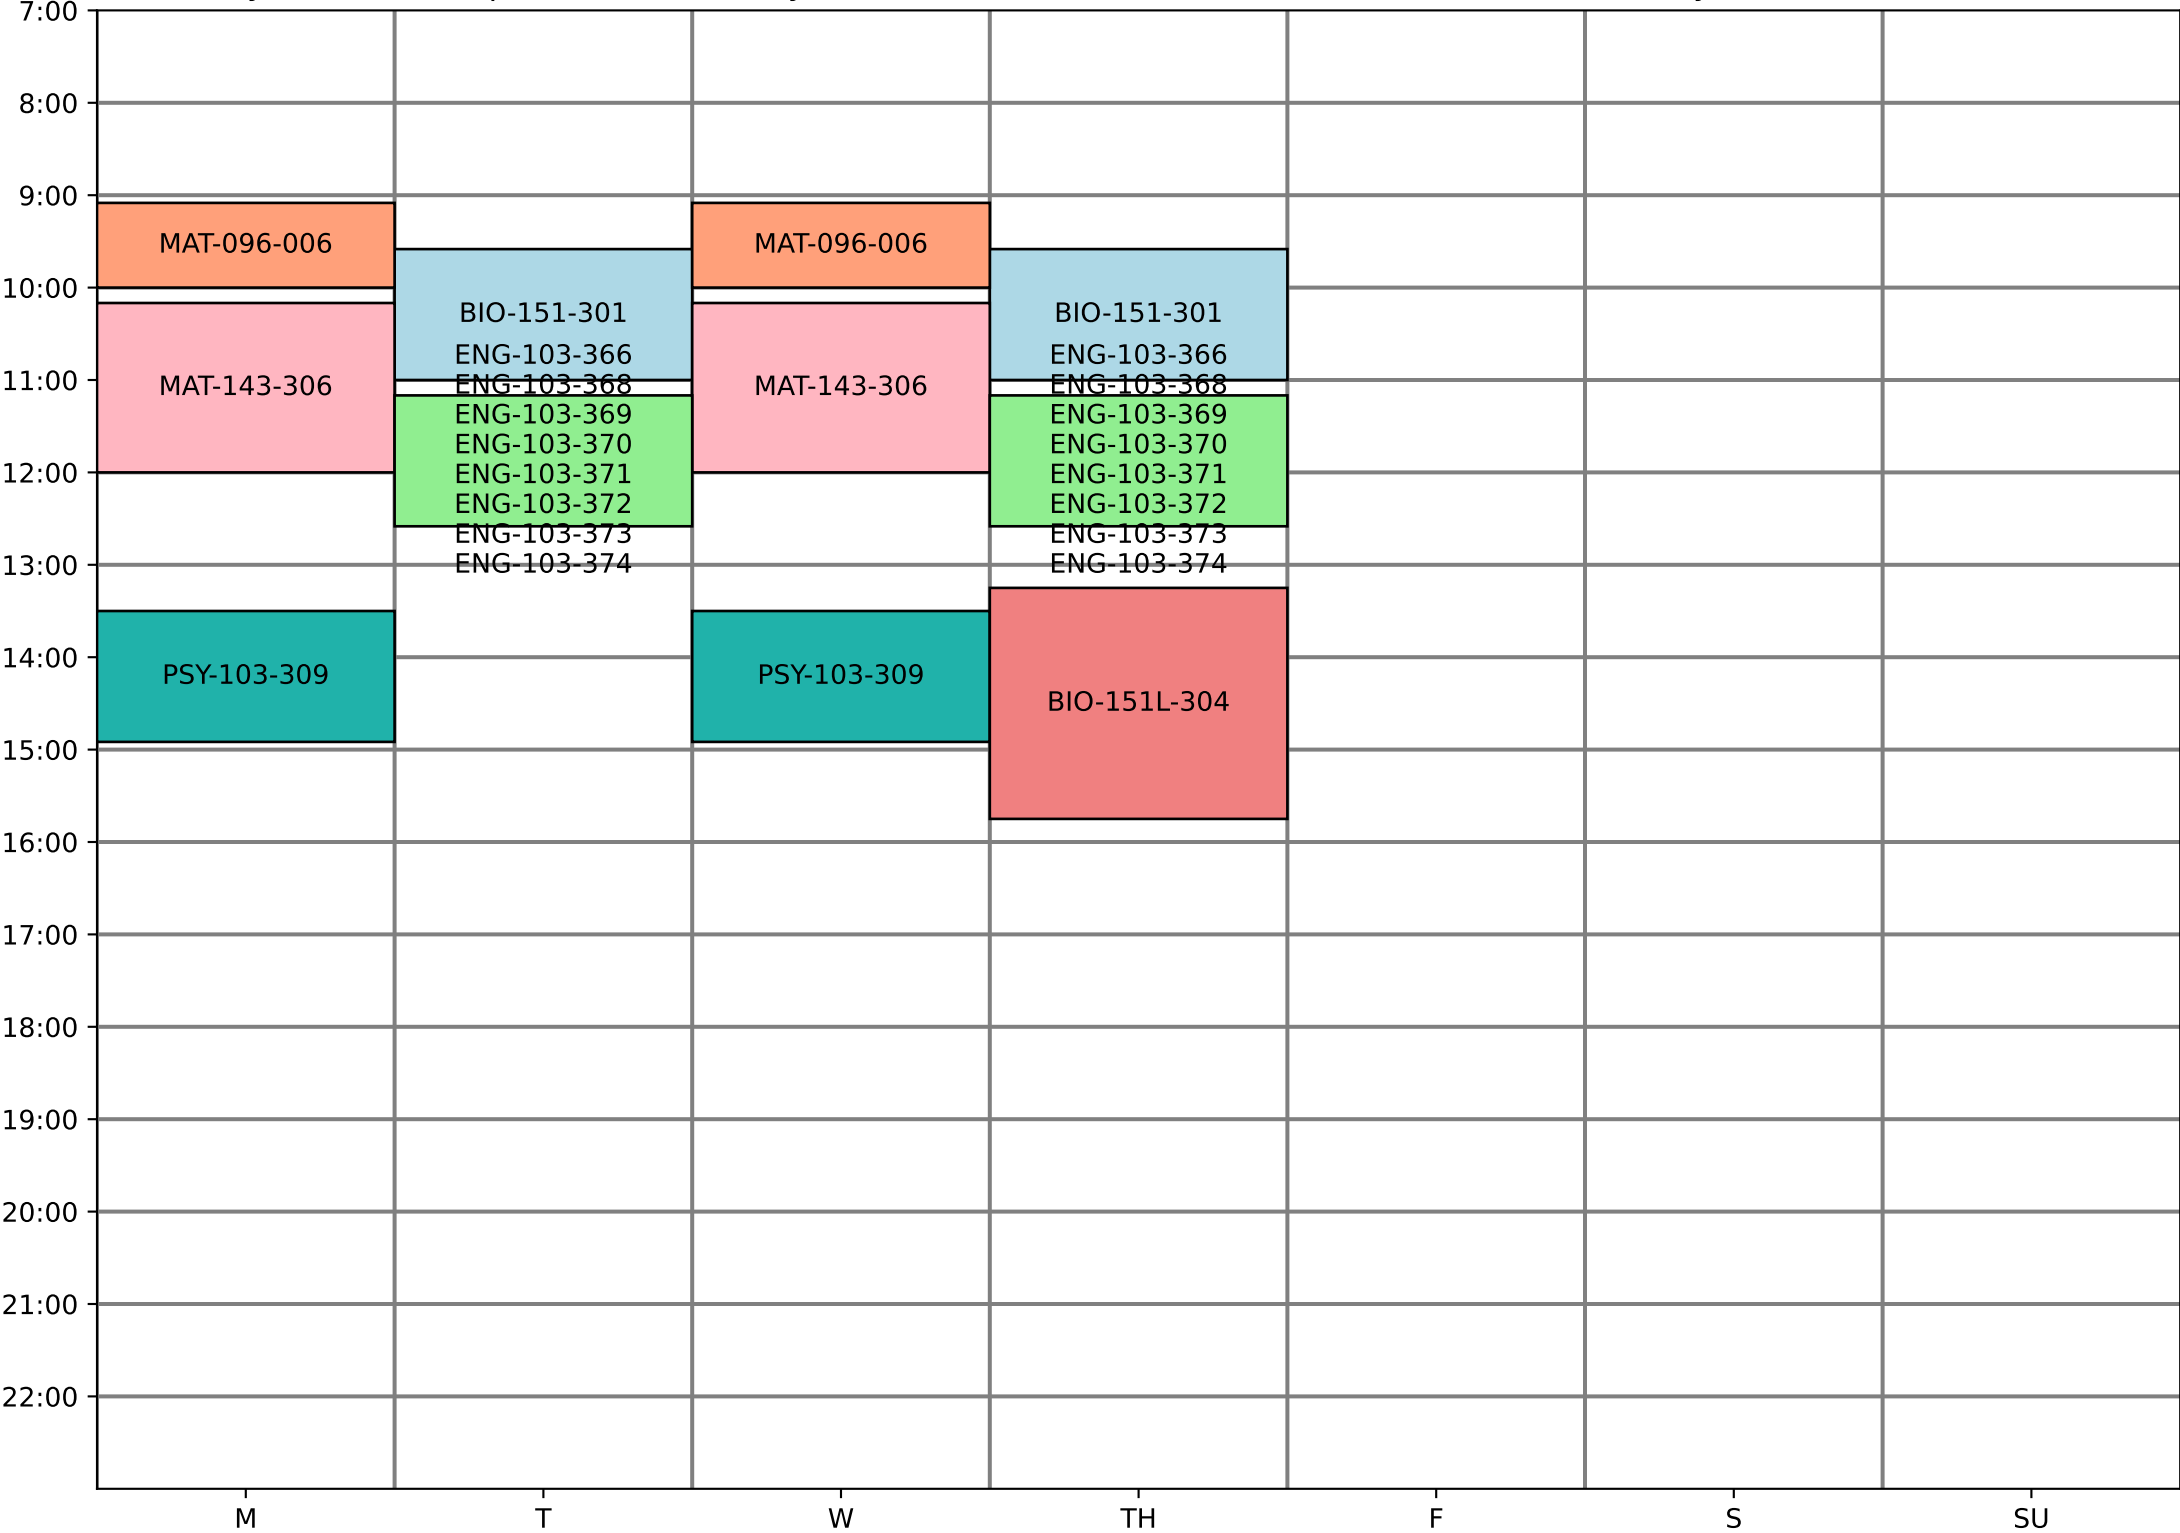 7:00
8:00
9:00
10:00
11:00
12:00
13:00
14:00
15:00
16:00
17:00
18:00
19:00
20:00
21:00
22:00
MAT-096-006
MAT-143-306
PSY-103-309
BIO-151-301
ENG-103-366
ENG-103-368
ENG-103-369
ENG-103-370
ENG-103-371
ENG-103-372
ENG-103-373
ENG-103-374
MAT-096-006
MAT-143-306
PSY-103-309
BIO-151-301
ENG-103-366
ENG-103-368
ENG-103-369
ENG-103-370
ENG-103-371
ENG-103-372
ENG-103-373
ENG-103-374
BIO-151L-304
M T W TH F S SU